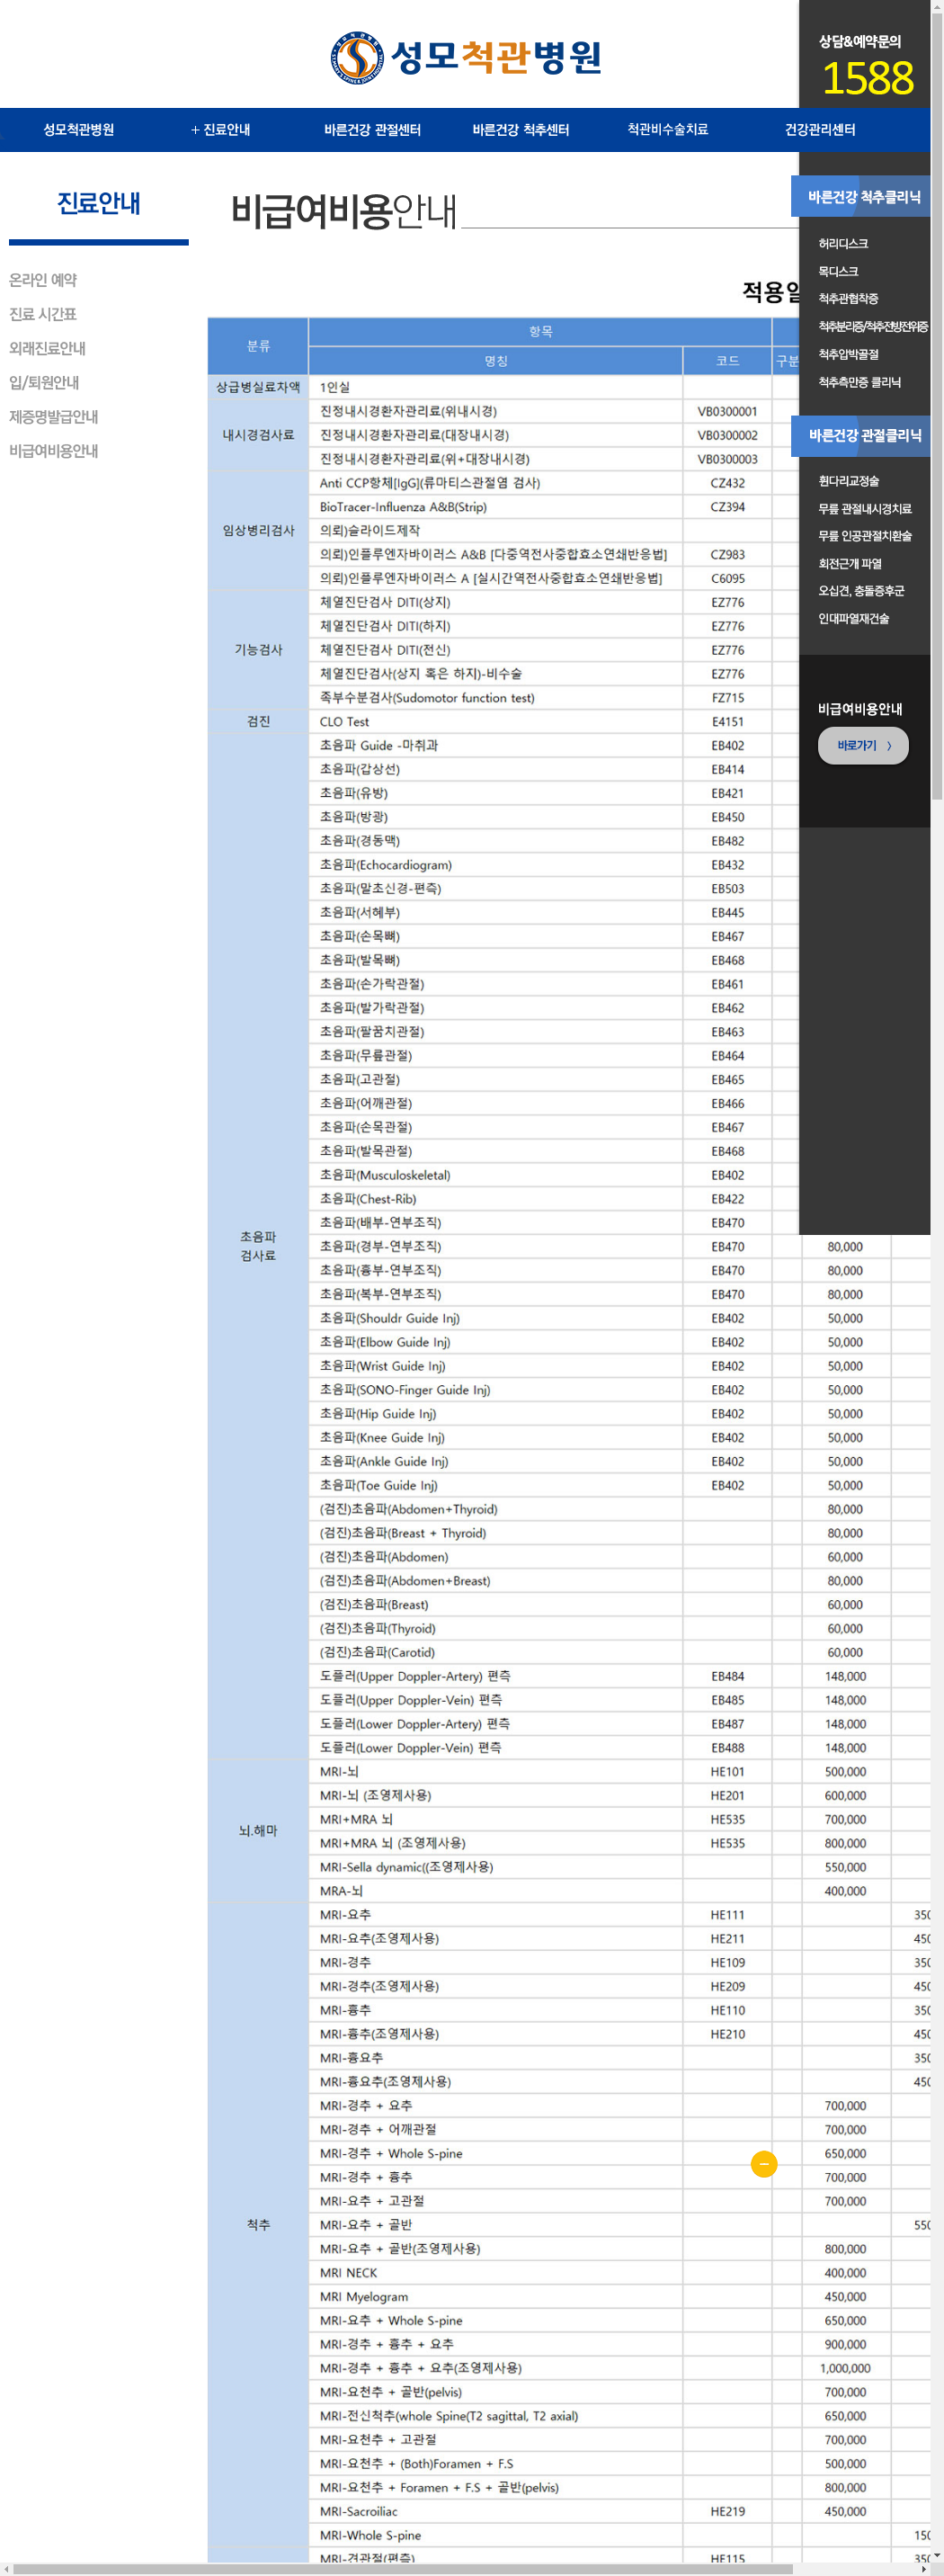 성모척관병원
상담&예약문의
1588
성모척관병원
+ 진료안내
바른건강 관절센터
바른건강 척추센터
척관비수술치료
건강관리센터
진료안내
온라인 예약
진료 시간표
외래진료안내
입/퇴원안내
제증명발급안내
비급여비용안내
비급여비용안내
바른건강 척추클리닉
허리디스크
목디스크
척추관협착증
척추분리증/척추전방전위증
척추압박골절
척추측만증 클리닉
바른건강 관절클리닉
휜다리교정술
무릎 관절내시경치료
무릎 인공관절치환술
회전근개 파열
오십견, 충돌증후군
인대파열재건술
비급여비용안내
바로가기 〉
적용일
분류 항목
명칭 코드 구분
상급병실료차액 1인실
내시경검사료
진정내시경환자관리료(위내시경) VB0300001
진정내시경환자관리료(대장내시경) VB0300002
진정내시경환자관리료(위+대장내시경) VB0300003
임상병리검사
Anti CCP항체[IgG](류마티스관절염 검사) CZ432
BioTracer-Influenza A&B(Strip) CZ394
의뢰)슬라이드제작
의뢰)인플루엔자바이러스 A&B [다중역전사중합효소연쇄반응법] CZ983
의뢰)인플루엔자바이러스 A [실시간역전사중합효소연쇄반응법] C6095
기능검사
체열진단검사 DITI(상지) EZ776
체열진단검사 DITI(하지) EZ776
체열진단검사 DITI(전신) EZ776
체열진단검사(상지 혹은 하지)-비수술 EZ776
족부수분검사(Sudomotor function test) FZ715
검진 CLO Test E4151
초음파
검사료
초음파 Guide -마취과 EB402
초음파(갑상선) EB414
초음파(유방) EB421
초음파(방광) EB450
초음파(경동맥) EB482
초음파(Echocardiogram) EB432
초음파(말초신경-편측) EB503
초음파(서혜부) EB445
초음파(손목뼈) EB467
초음파(발목뼈) EB468
초음파(손가락관절) EB461
초음파(발가락관절) EB462
초음파(팔꿈치관절) EB463
초음파(무릎관절) EB464
초음파(고관절) EB465
초음파(어깨관절) EB466
초음파(손목관절) EB467
초음파(발목관절) EB468
초음파(Musculoskeletal) EB402
초음파(Chest-Rib) EB422
초음파(배부-연부조직) EB470
초음파(경부-연부조직) EB470 80,000
초음파(흉부-연부조직) EB470 80,000
초음파(복부-연부조직) EB470 80,000
초음파(Shouldr Guide Inj) EB402 50,000
초음파(Elbow Guide Inj) EB402 50,000
초음파(Wrist Guide Inj) EB402 50,000
초음파(SONO-Finger Guide Inj) EB402 50,000
초음파(Hip Guide Inj) EB402 50,000
초음파(Knee Guide Inj) EB402 50,000
초음파(Ankle Guide Inj) EB402 50,000
초음파(Toe Guide Inj) EB402 50,000
(검진)초음파(Abdomen+Thyroid) 80,000
(검진)초음파(Breast + Thyroid) 80,000
(검진)초음파(Abdomen) 60,000
(검진)초음파(Abdomen+Breast) 80,000
(검진)초음파(Breast) 60,000
(검진)초음파(Thyroid) 60,000
(검진)초음파(Carotid) 60,000
도플러(Upper Doppler-Artery) 편측 EB484 148,000
도플러(Upper Doppler-Vein) 편측 EB485 148,000
도플러(Lower Doppler-Artery) 편측 EB487 148,000
도플러(Lower Doppler-Vein) 편측 EB488 148,000
뇌.해마
MRI-뇌 HE101 500,000
MRI-뇌 (조영제사용) HE201 600,000
MRI+MRA 뇌 HE535 700,000
MRI+MRA 뇌 (조영제사용) HE535 800,000
MRI-Sella dynamic((조영제사용) 550,000
MRA-뇌 400,000
척추
MRI-요추 HE111 350
MRI-요추(조영제사용) HE211 450
MRI-경추 HE109 350
MRI-경추(조영제사용) HE209 450
MRI-흉추 HE110 350
MRI-흉추(조영제사용) HE210 450
MRI-흉요추 350
MRI-흉요추(조영제사용) 450
MRI-경추 + 요추 700,000
MRI-경추 + 어깨관절 700,000
MRI-경추 + Whole S-pine 650,000
MRI-경추 + 흉추 700,000
MRI-요추 + 고관절 700,000
MRI-요추 + 골반 550
MRI-요추 + 골반(조영제사용) 800,000
MRI NECK 400,000
MRI Myelogram 450,000
MRI-요추 + Whole S-pine 650,000
MRI-경추 + 흉추 + 요추 900,000
MRI-경추 + 흉추 + 요추(조영제사용) 1,000,000
MRI-요천추 + 골반(pelvis) 700,000
MRI-전신척추(whole Spine(T2 sagittal, T2 axial) 650,000
MRI-요천추 + 고관절 700,000
MRI-요천추 + (Both)Foramen + F.S 500,000
MRI-요천추 + Foramen + F.S + 골반(pelvis) 800,000
MRI-Sacroiliac HE219 450,000
MRI-Whole S-pine 150
MRI-견관절(편측) HE115 350